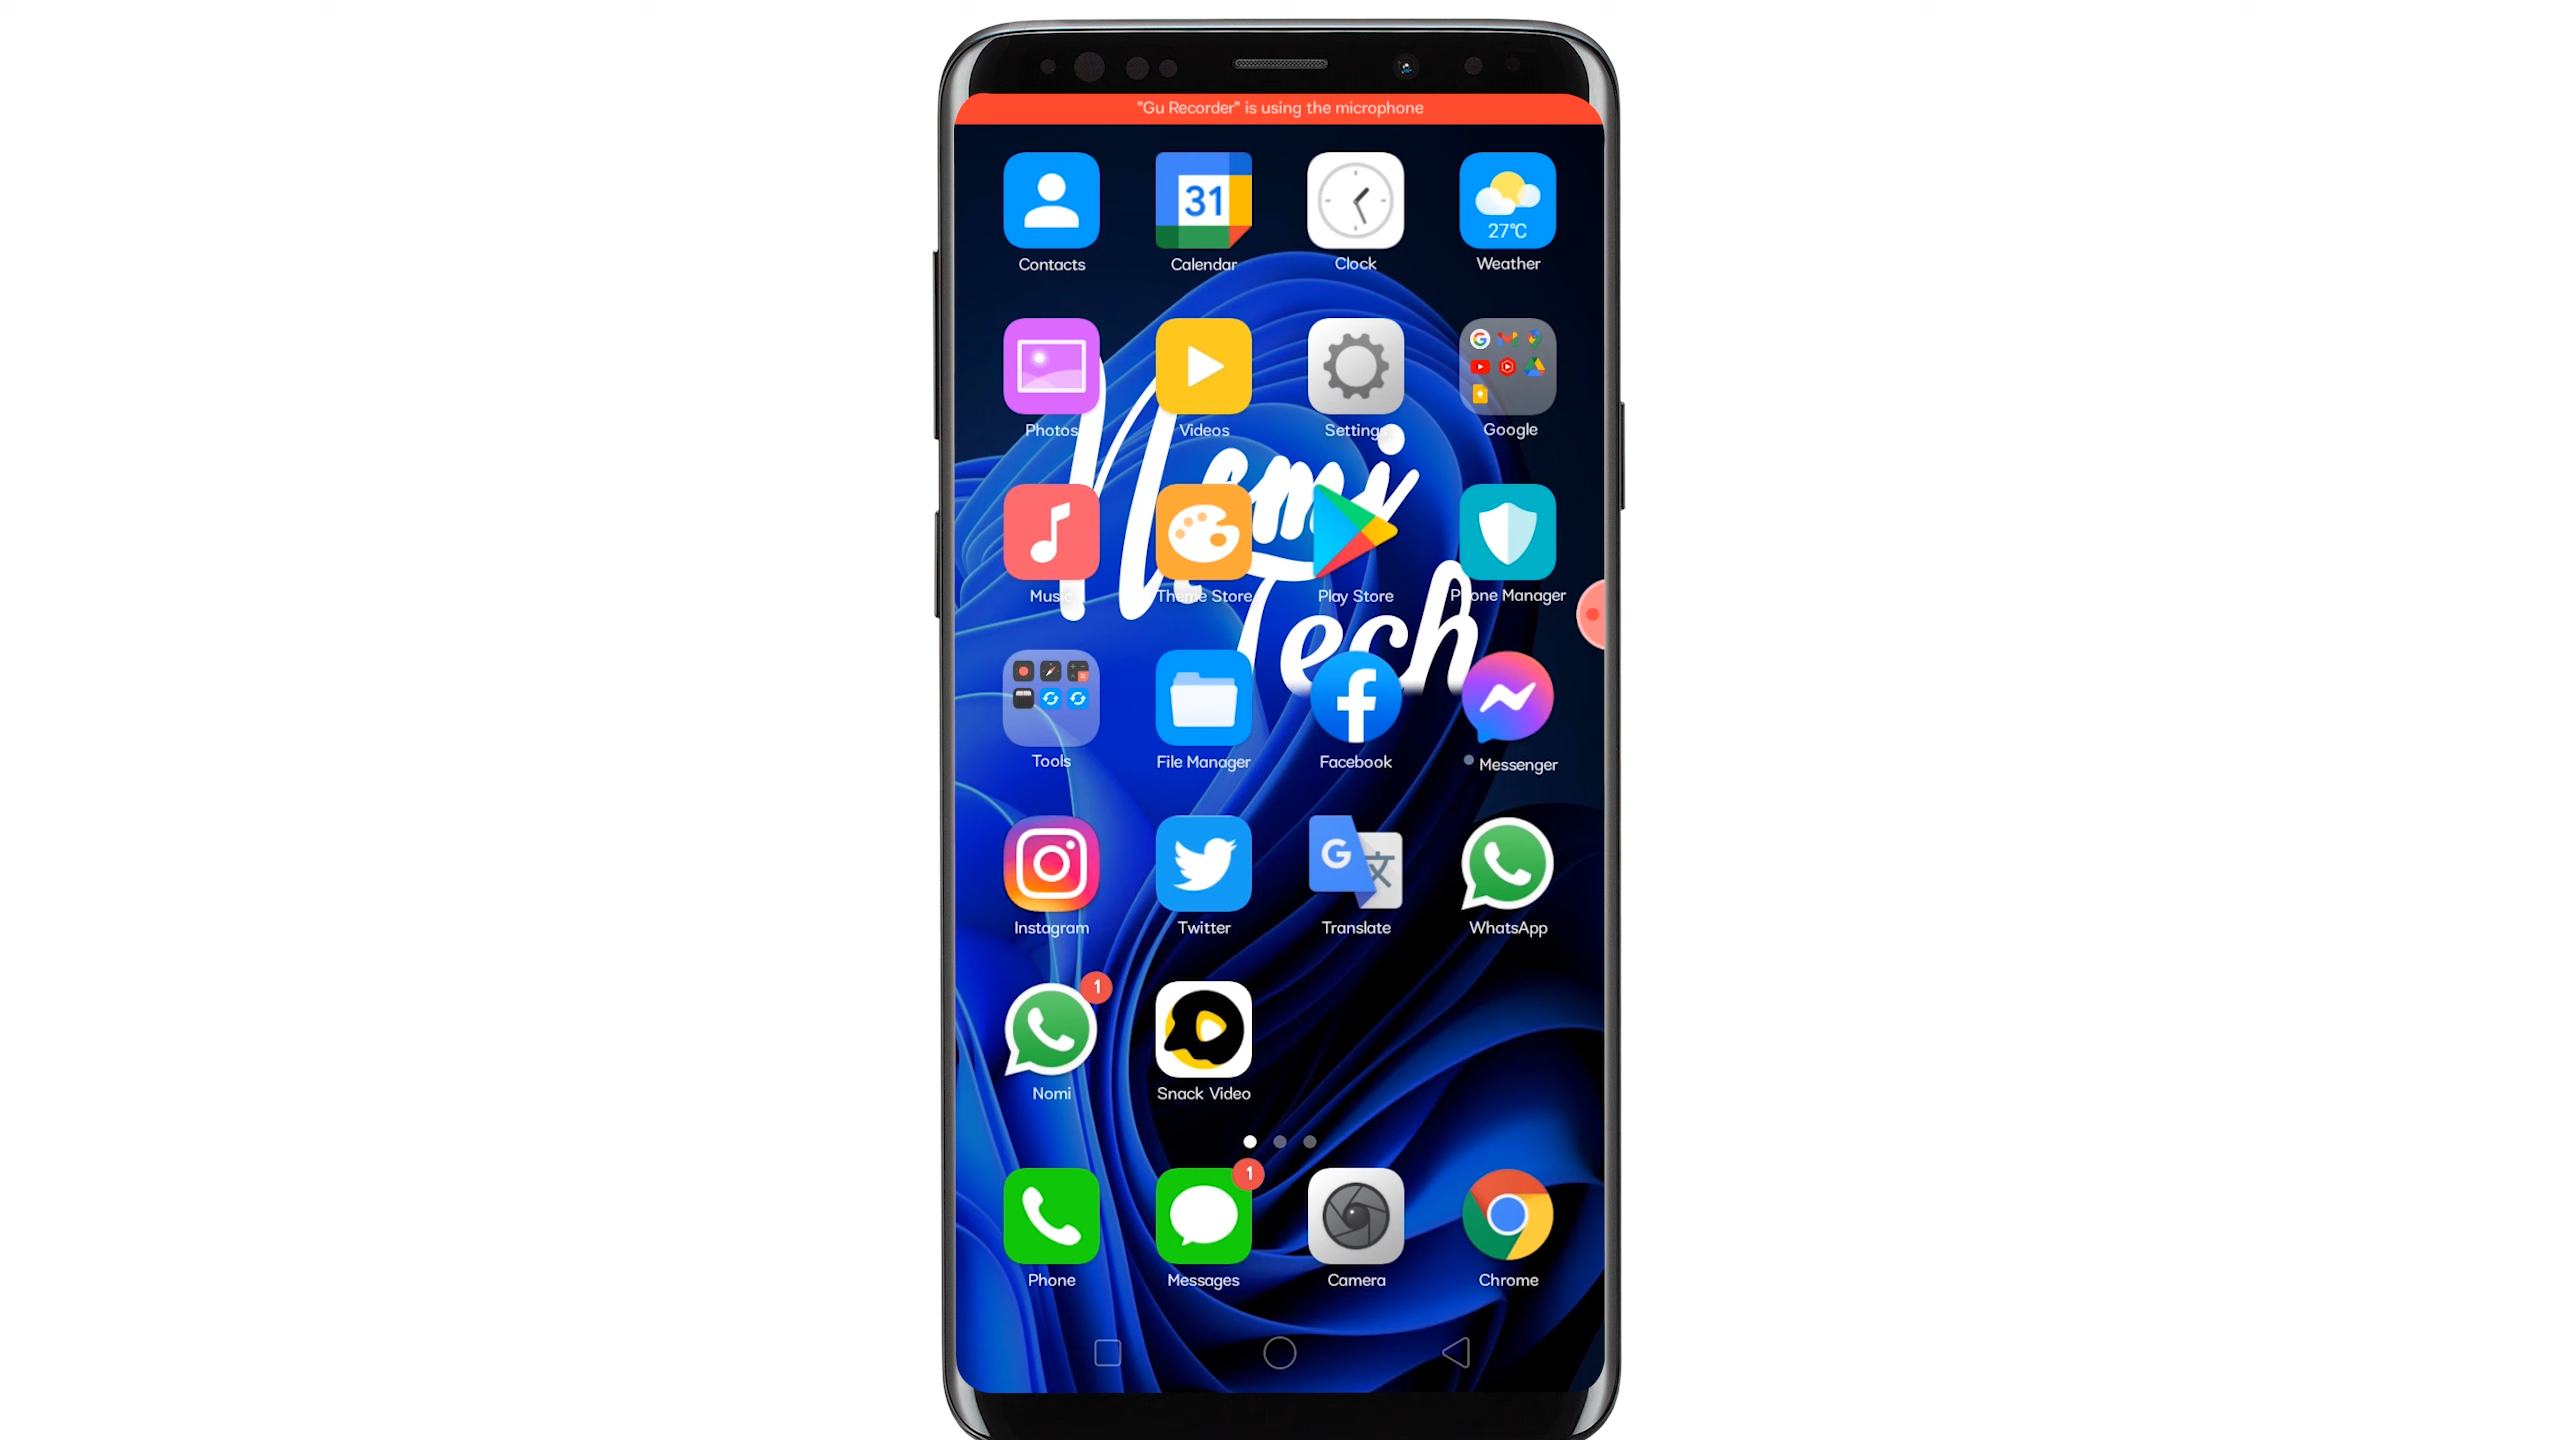 "Gu Recorder" is using the microphone
31
27°C
Contacts Calendar Clock Weather
Photos Videos Settings Google
Nomi
Music Theme Store Play Store Phone Manager
Tech
Tools File Manager Facebook Messenger
G 文
Instagram Twitter Translate WhatsApp
1
Nomi Snack Video
1
Phone Messages Camera Chrome